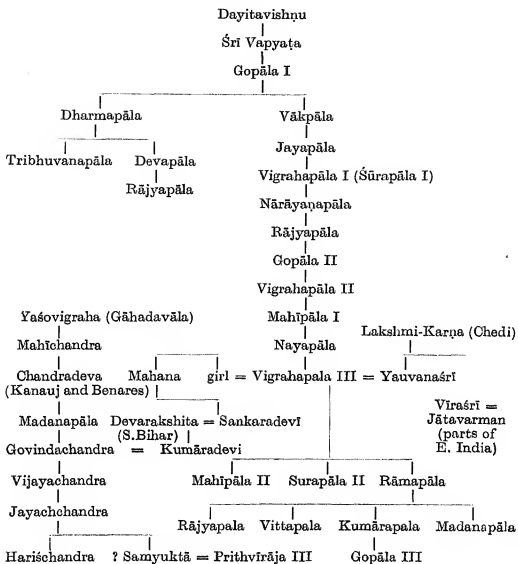 Dayitavishṇu
Śrī Vapyaṭa
Gopāla I
Dharmapāla Vākpāla
Jayapāla
Tribhuvanapāla Devapāla
Vigrahapāla I (Śūrapāla I)
Rājyapāla
Nārāyaṇapāla
Rājyapāla
Gopāla II
Vigrahapāla II
Yaśovigraha (Gāhadavāla) Mahīpāla I
Lakshmi-Karṇa (Chedi)
Mahīchandra Nayapāla
Chandradeva Mahana girl = Vigrahapala III = Yauvanaśrī
(Kanauj and Benares)
Vīraśrī =
Madanapāla Devarakshita = Sankaradevī Jātavarman
(S.Bihar) (parts of
Govindachandra = Kumāradevi E. India)
Vijayachandra Mahīpāla II Surapāla II Rāmapāla
Jayachchandra
Rājyapala Vittapala Kumārapala Madanapāla
Hariśchandra ? Samyuktā = Prithvīrāja III Gopāla III